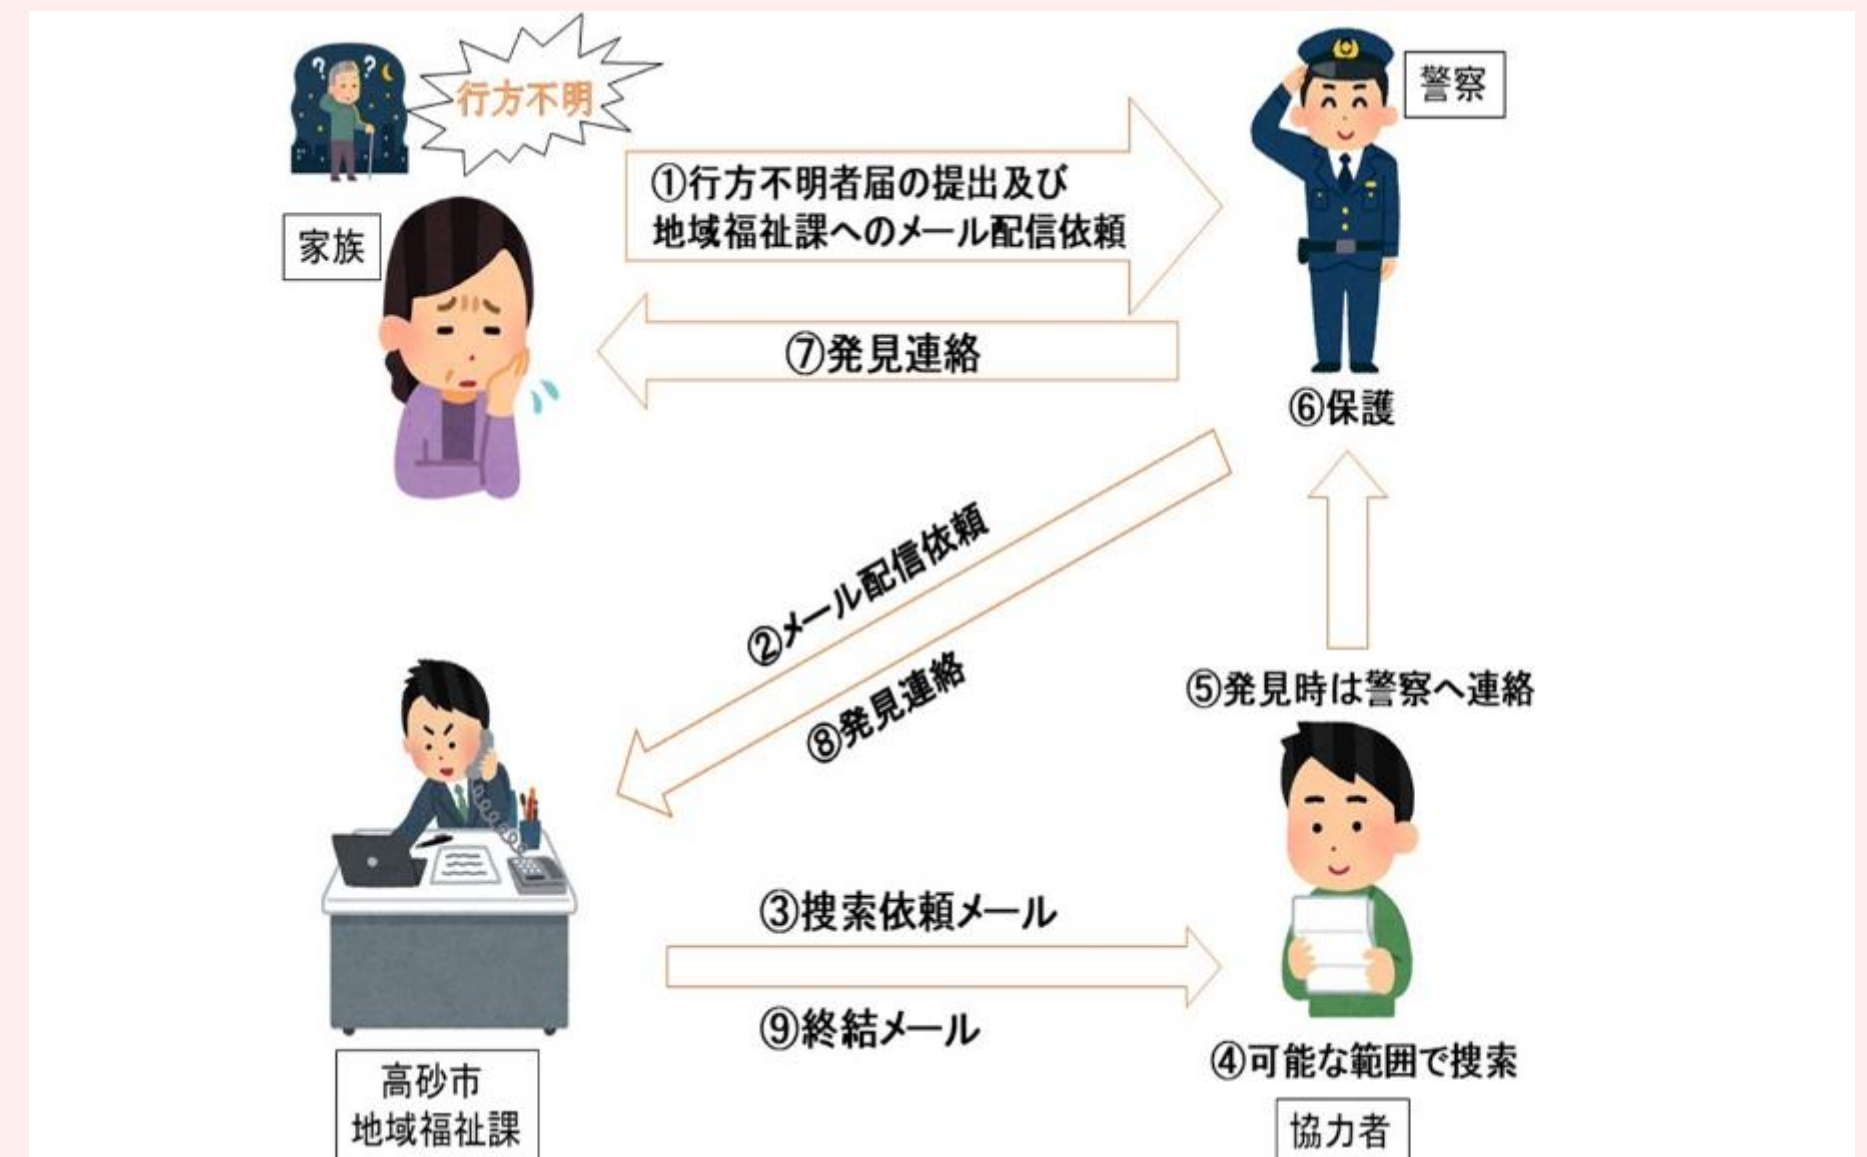 行方不明
警察
①行方不明者届の提出及び
地域福祉課へのメール配信依頼
家族
⑦発見連絡
⑥保護
②メール配信依頼
⑧発見連絡
⑤発見時は警察へ連絡
③捜索依頼メール
⑨終結メール
④可能な範囲で捜索
高砂市
地域福祉課
協力者